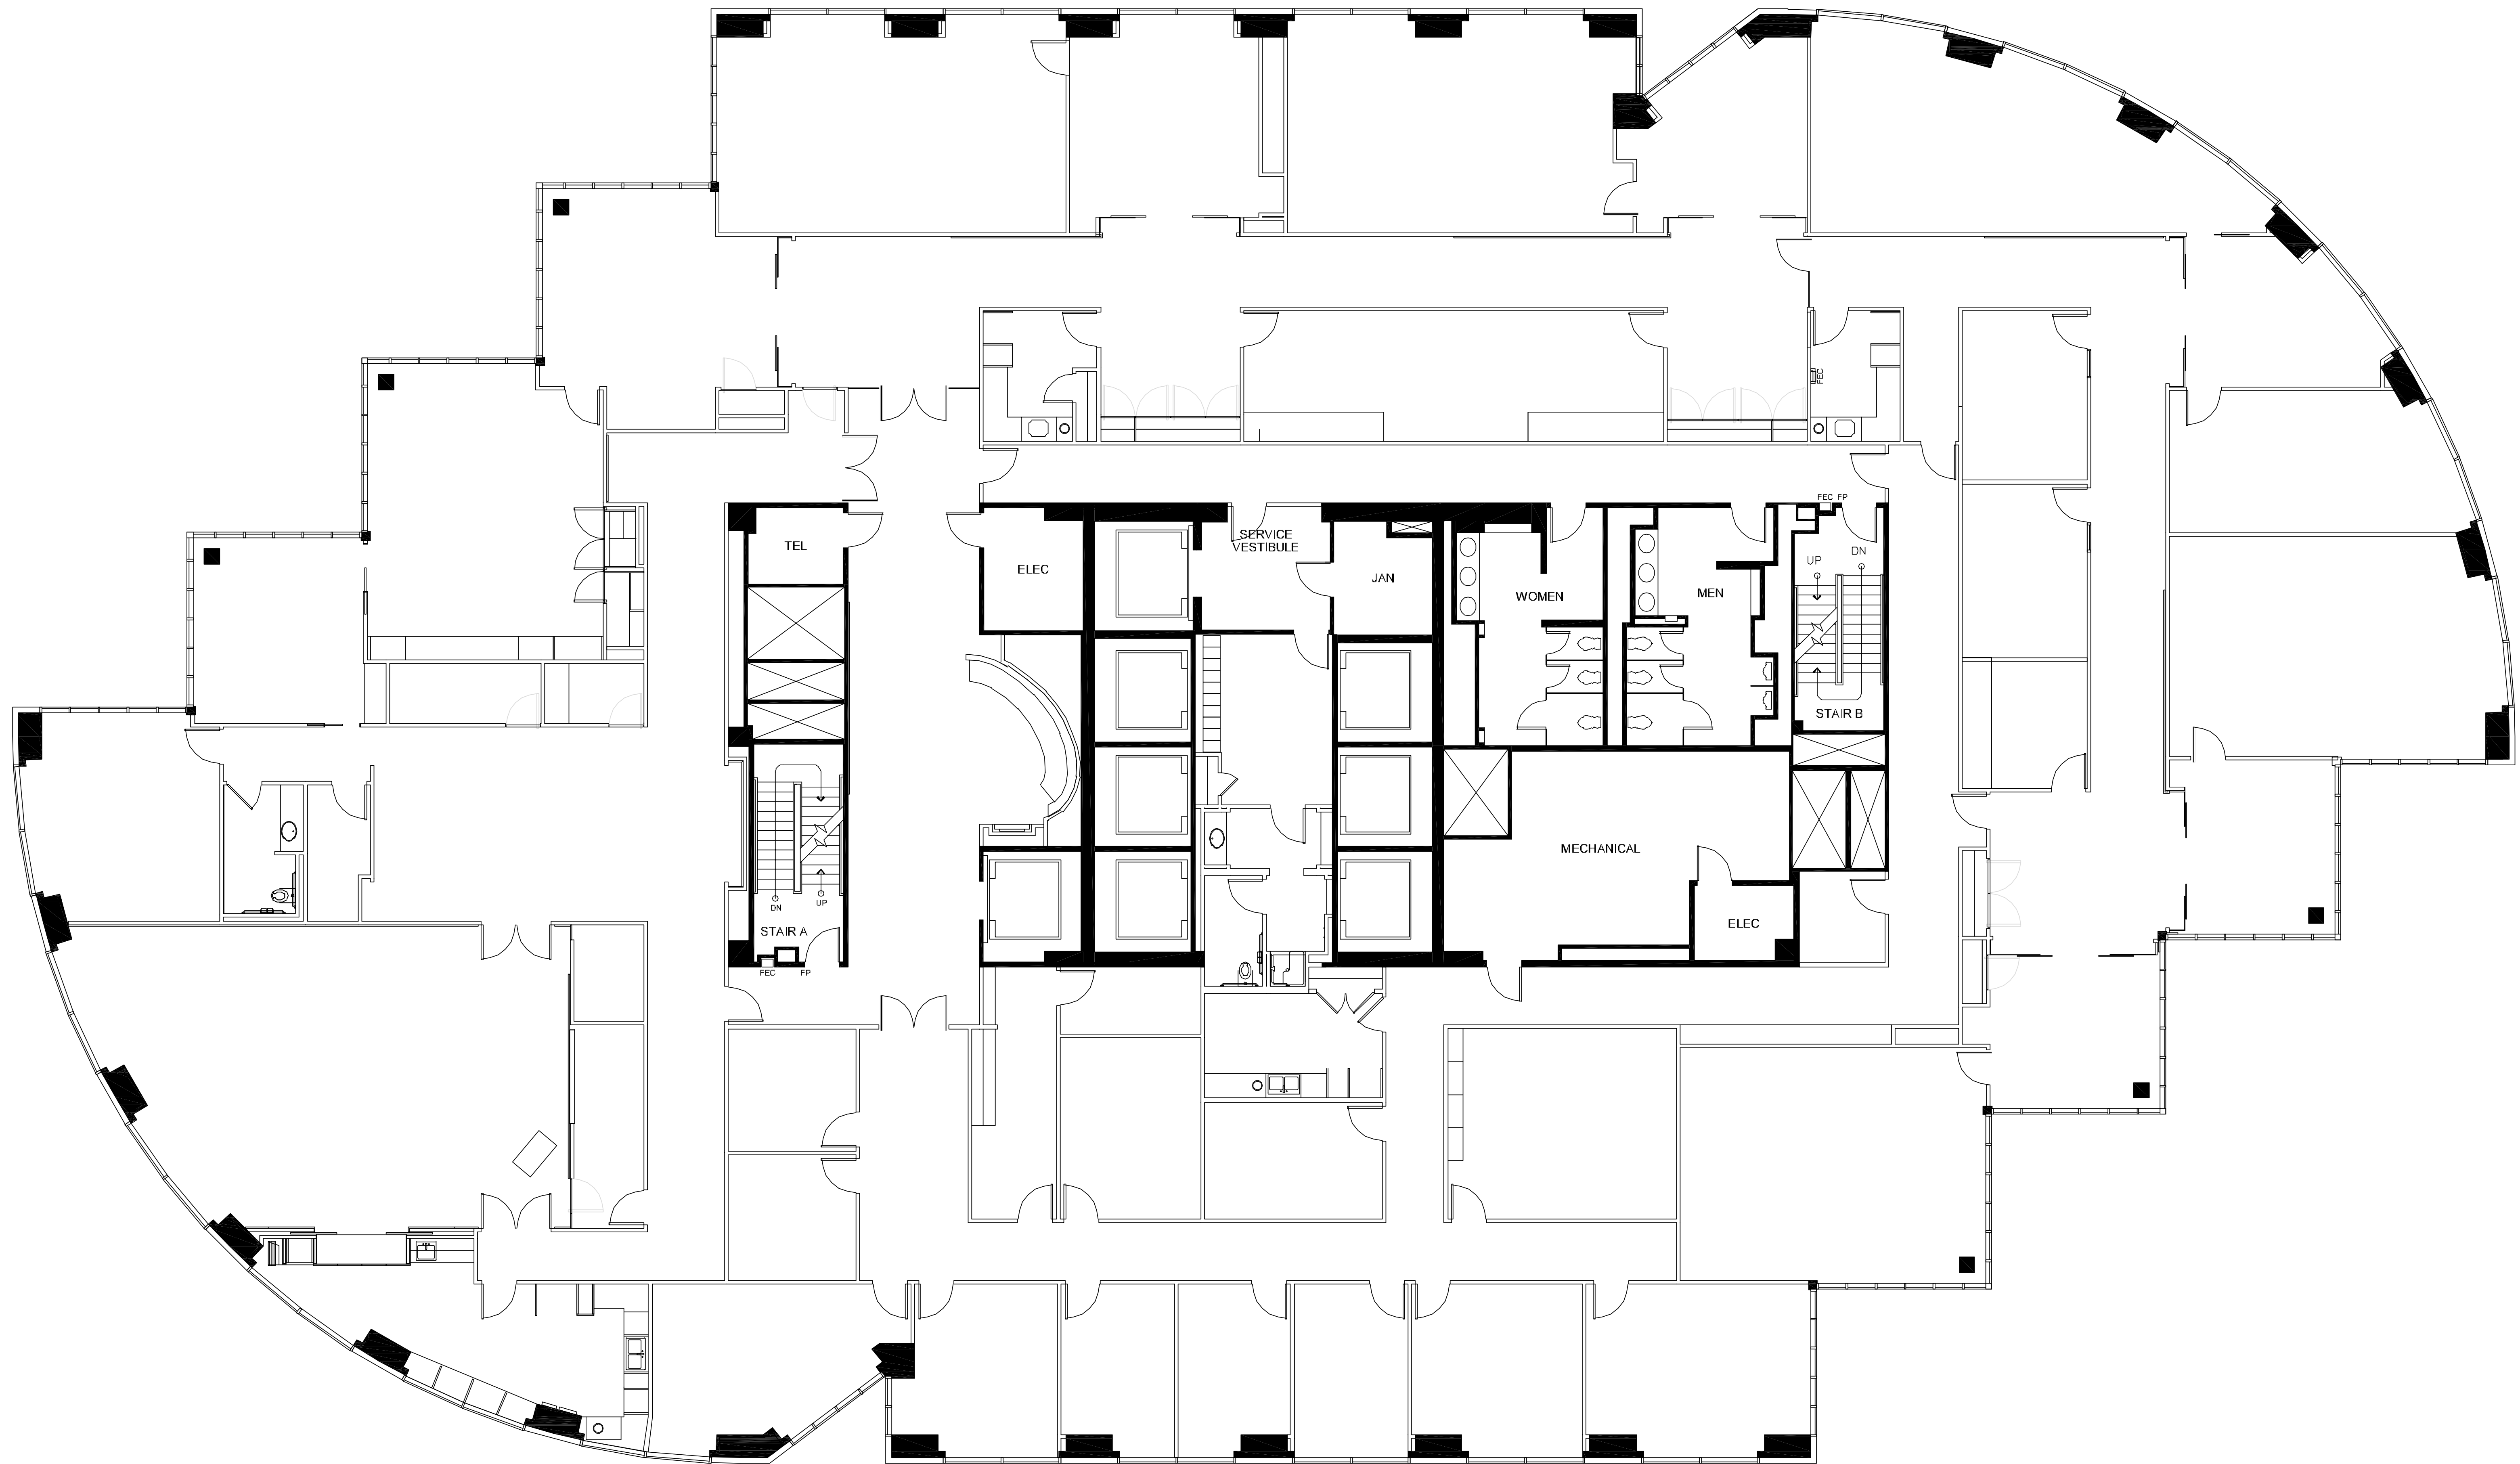 FEC
FEC FP
SERVICE
VESTIBULE
TEL
ELEC
JAN
WOMEN
MEN
UP
DN
STAIR B
MECHANICAL
DN
UP
STAIR A
ELEC
FEC
FP